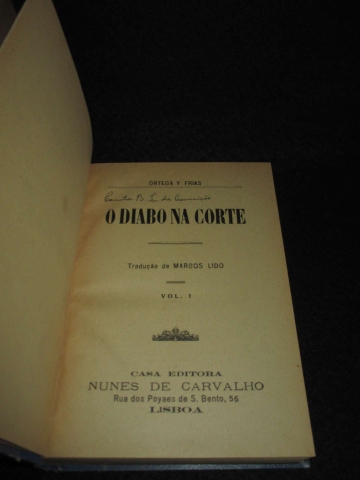 ORTEGA Y FRIAS
O DIABO NA CORTE
Tradução de MARCOS LIDO
VOL. I
CASA EDITORA
NUNES DE CARVALHO
Rua dos Poyaes de S. Bento, 56
LISBOA